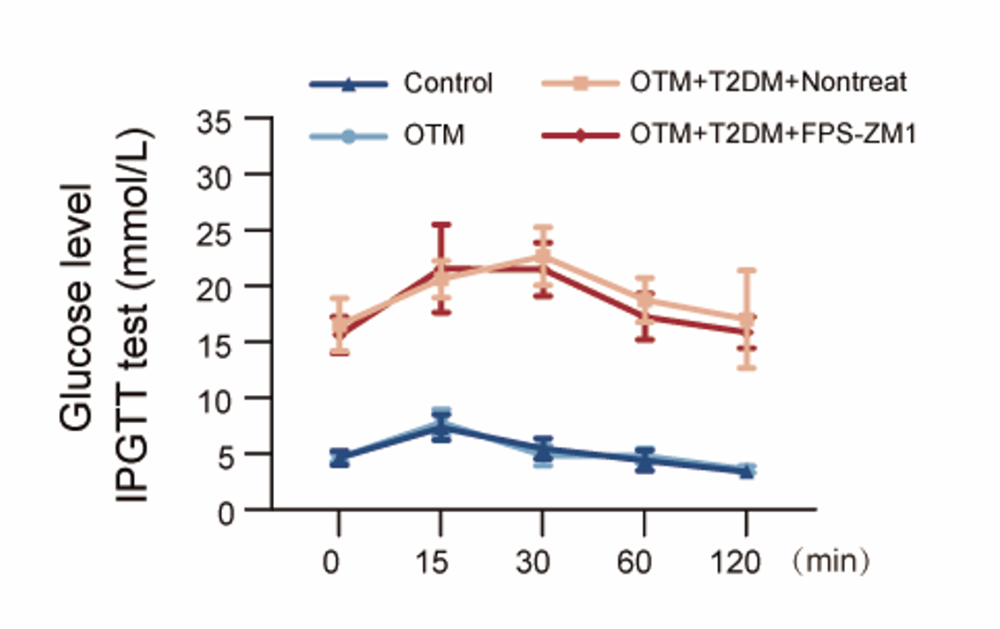 Control
OTM+T2DM+Nontreat
OTM
OTM+T2DM+FPS-ZM1
Glucose level
IPGTT test (mmol/L)
35
30
25
20
15
10
5
0
0 15 30 60 120 （min）